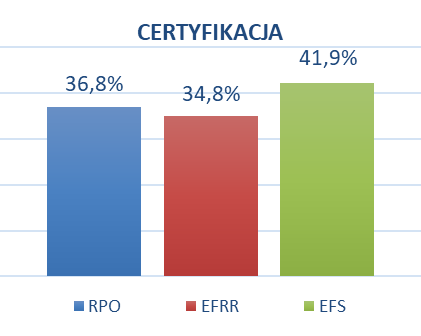 CERTYFIKACJA
36,8%
34,8%
41,9%
RPO
EFRR
EFS